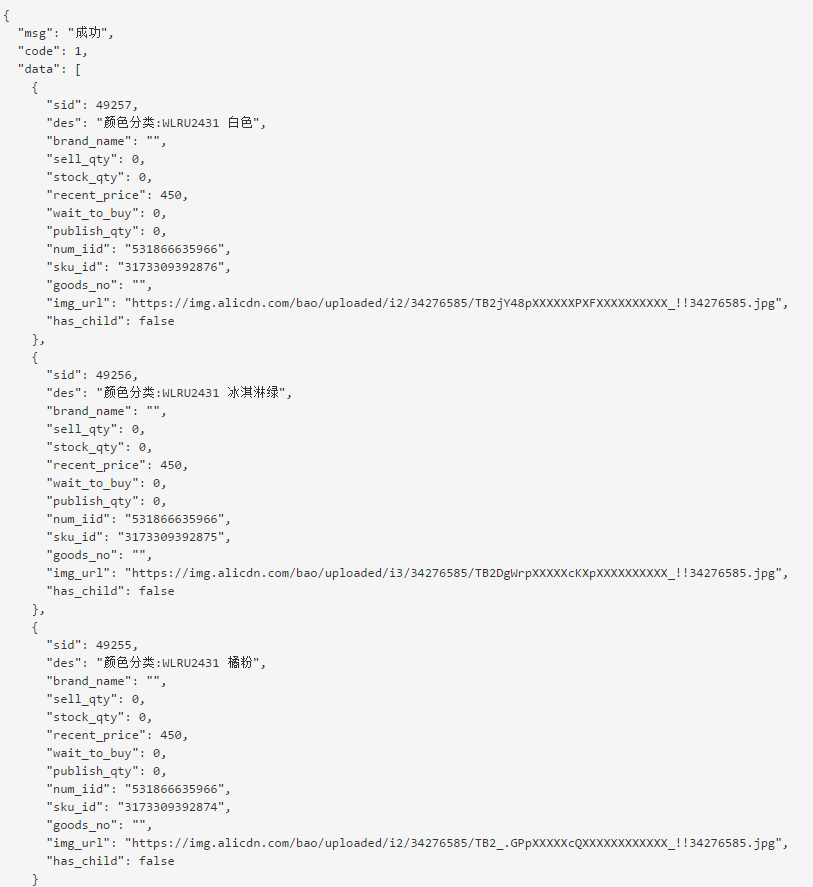 {
"msg": "成功",
"code": 1,
"data": [
{
"sid": 49257,
"des": "颜色分类:WLRU2431 白色",
"brand_name": "",
"sell_qty": 0,
"stock_qty": 0,
"recent_price": 450,
"wait_to_buy": 0,
"publish_qty": 0,
"num_iid": "531866635966",
"sku_id": "3173309392876",
"goods_no": "",
"img_url": "https://img.alicdn.com/bao/uploaded/i2/34276585/TB2jY48pXXXXXXPXFXXXXXXXXXX_!!34276585.jpg",
"has_child": false
},
{
"sid": 49256,
"des": "颜色分类:WLRU2431 冰淇淋绿",
"brand_name": "",
"sell_qty": 0,
"stock_qty": 0,
"recent_price": 450,
"wait_to_buy": 0,
"publish_qty": 0,
"num_iid": "531866635966",
"sku_id": "3173309392875",
"goods_no": "",
"img_url": "https://img.alicdn.com/bao/uploaded/i3/34276585/TB2DgWrpXXXXXcKXpXXXXXXXXXX_!!34276585.jpg",
"has_child": false
},
{
"sid": 49255,
"des": "颜色分类:WLRU2431 橘粉",
"brand_name": "",
"sell_qty": 0,
"stock_qty": 0,
"recent_price": 450,
"wait_to_buy": 0,
"publish_qty": 0,
"num_iid": "531866635966",
"sku_id": "3173309392874",
"goods_no": "",
"img_url": "https://img.alicdn.com/bao/uploaded/i2/34276585/TB2_.GPpXXXXXcQXXXXXXXXXXXX_!!34276585.jpg",
"has_child": false
}